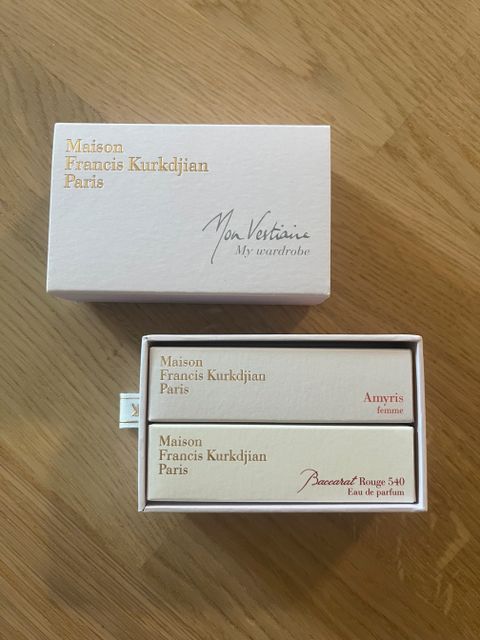 Maison
Francis Kurkdjian
Paris
Mon Vestiaire
My wardrobe
Maison
Francis Kurkdjian
Paris
Amyris
femme
Maison
Francis Kurkdjian
Paris
Baccarat Rouge 540
Eau de parfum